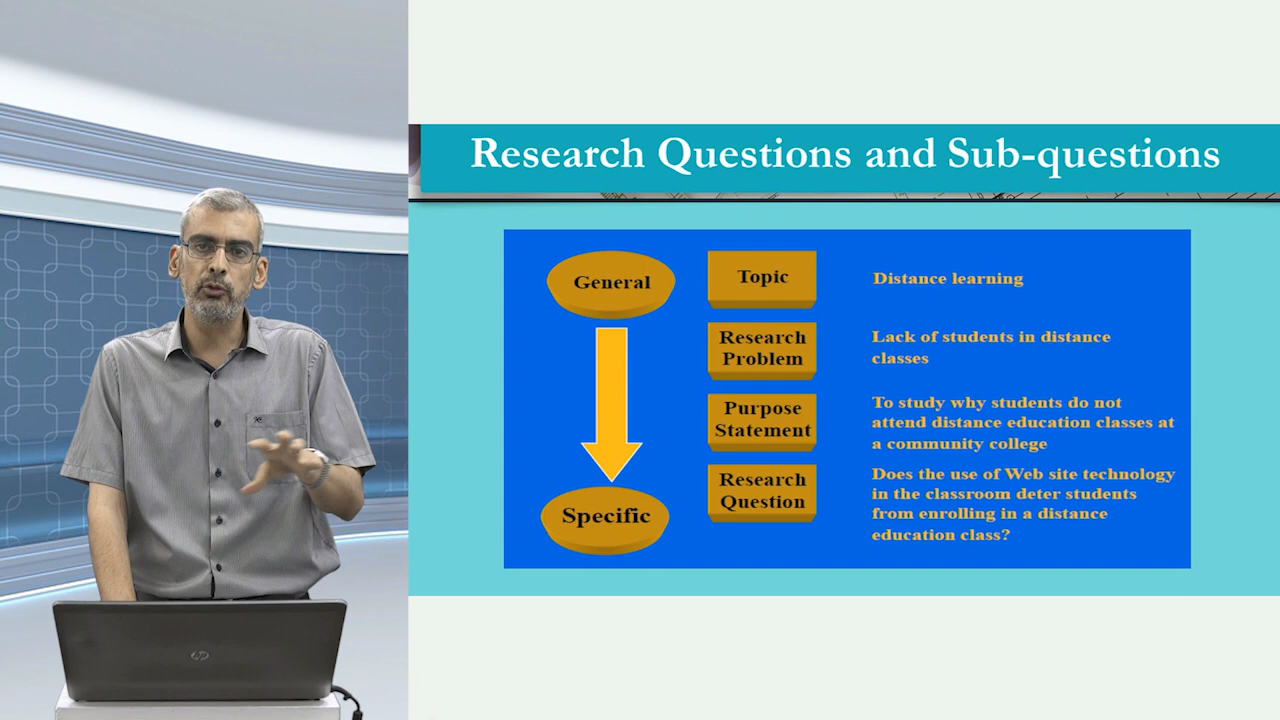 Research Questions and Sub-questions
General
Topic
Distance learning
Research
Problem
Lack of students in distance
classes
Purpose
Statement
To study why students do not
attend distance education classes at
a community college
Specific
Research
Question
Does the use of Web site technology
in the classroom deter students
from enrolling in a distance
education class?
hp